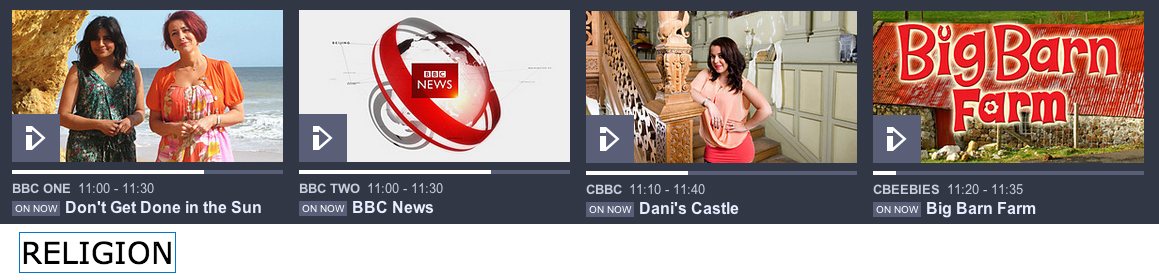 BEIJING
BBC
NEWS
Big Barn
Farm
BBC ONE 11:00 - 11:30
ON NOW Don't Get Done in the Sun
BBC TWO 11:00 - 11:30
ON NOW BBC News
CBBC 11:10 - 11:40
ON NOW Dani's Castle
CBEEBIES 11:20 - 11:35
ON NOW Big Barn Farm
RELIGION